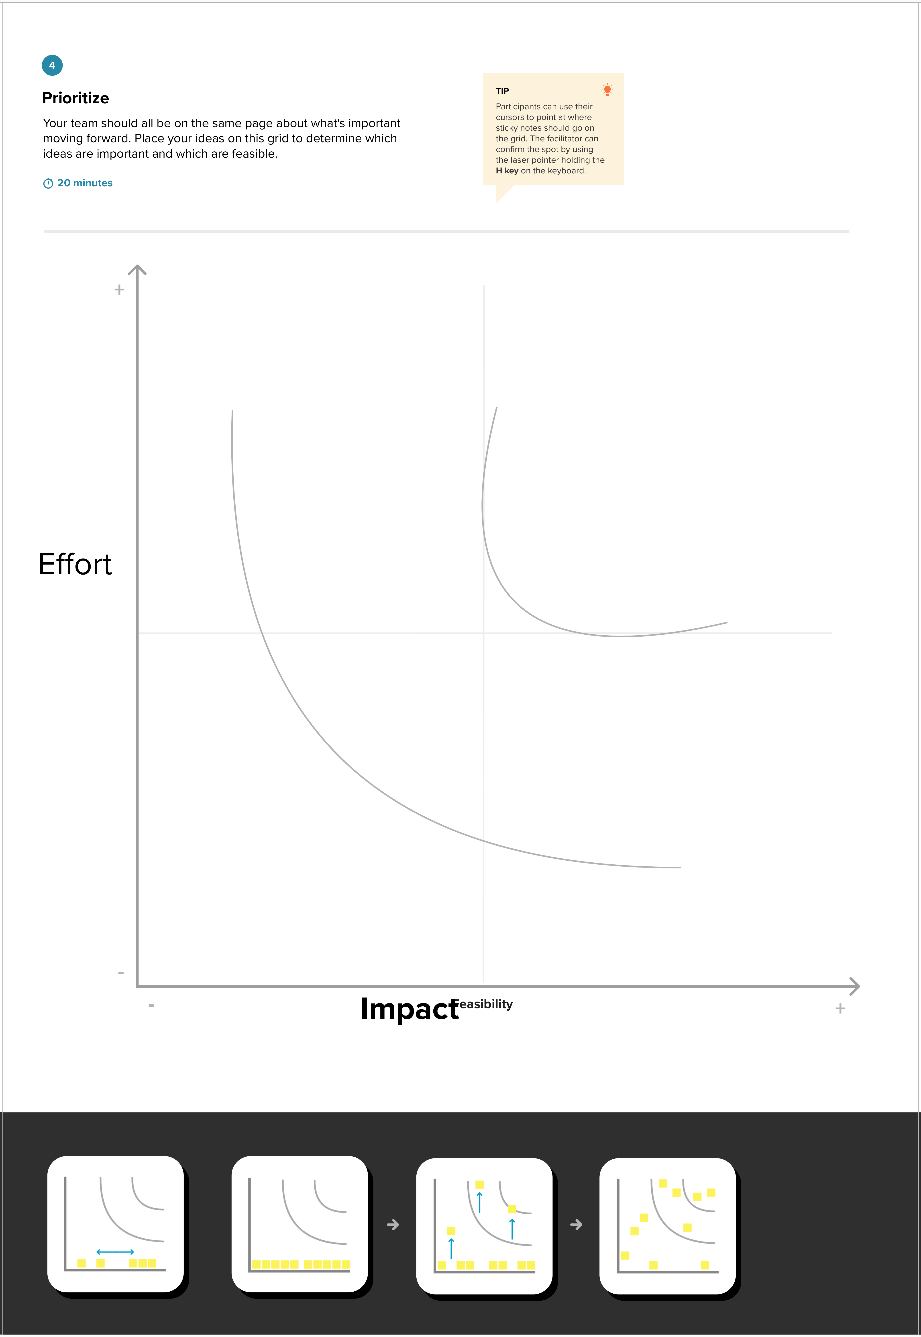 4
Prioritize
Your team should all be on the same page about what's important
moving forward. Place your ideas on this grid to determine which
ideas are important and which are feasible.
20 minutes
TIP
Participants can use their
cursors to point at where
sticky notes should go on
the grid. The facilitator can
confirm the spot by using
the laser pointer holding the
H key on the keyboard.
+
Effort
-
-
Impact
Feasibility
+